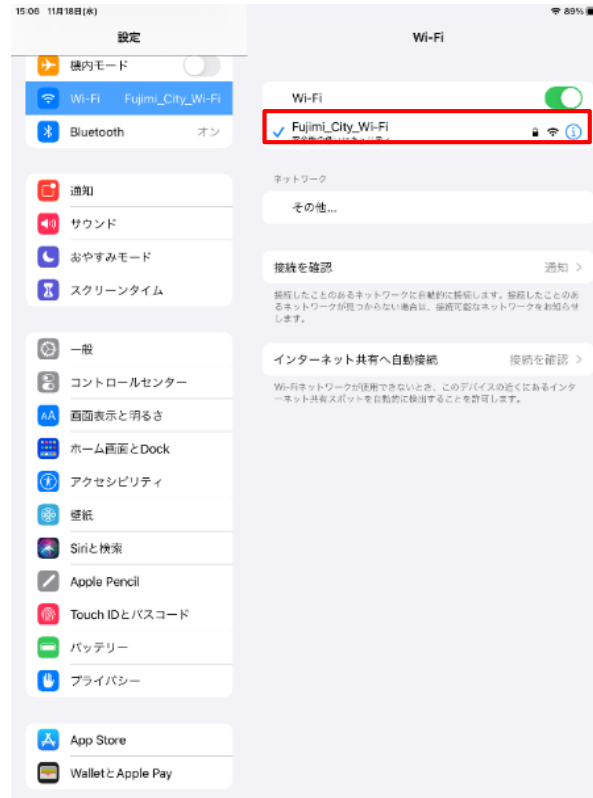 15:06 11月18日(水)
89%
設定
機内モード
Wi-Fi Fujimi_City_Wi-Fi
Bluetooth オン
通知
サウンド
おやすみモード
スクリーンタイム
一般
コントロールセンター
AA 画面表示と明るさ
ホーム画面とDock
アクセシビリティ
壁紙
Siriと検索
Apple Pencil
Touch IDとパスコード
バッテリー
プライバシー
App Store
WalletとApple Pay
Wi-Fi
Wi-Fi
Fujimi_City_Wi-Fi
ネットワーク
その他...
接続を確認 通知
接続したことのあるネットワークに自動的に接続します。接続したことのあ
るネットワークが見つからない場合は、接続可能なネットワークをお知らせ
します。
インターネット共有へ自動接続 接続を確認
Wi-Fiネットワークが使用できないとき、このデバイスの近くにあるインタ
ーネット共有スポットを自動的に検出することを許可します。